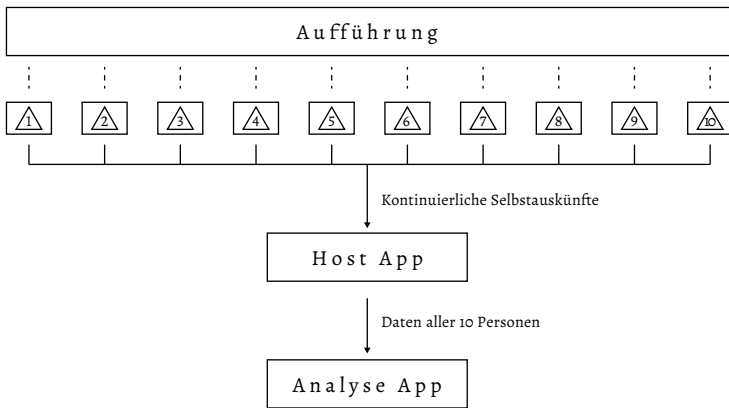 Aufführung
1 2 3 4 5 6 7 8 9 10
Kontinuierliche Selbstauskünfte
Host App
Daten aller 10 Personen
Analyse App